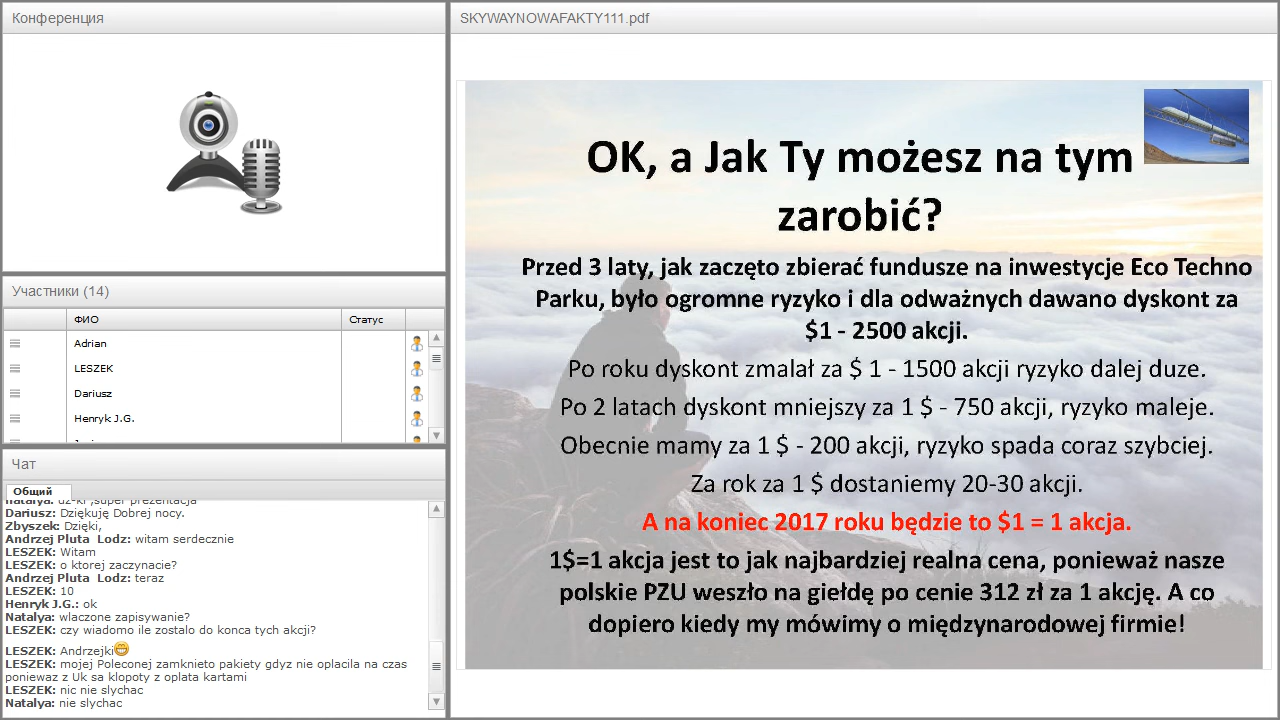 Конференция
Участники (14)
ФИО
Статус
Adrian
LESZEK
Dariusz
Henryk J.G.
Чат
Общий
Natalya: uz-ki ,super prezentacja
Dariusz: Dziękuję Dobrej nocy.
Zbyszek: Dzięki,
Andrzej Pluta Lodz: witam serdecznie
LESZEK: Witam
LESZEK: o ktorej zaczynacie?
Andrzej Pluta Lodz: teraz
LESZEK: 10
Henryk J.G.: ok
Natalya: wlaczone zapisywanie?
LESZEK: czy wiadomo ile zostalo do konca tych akcji?
LESZEK: Andrzejki
LESZEK: mojej Poleconej zamknieto pakiety gdyz nie oplacila na czas
poniewaz z Uk sa klopoty z oplata kartami
LESZEK: nic nie slychac
Natalya: nie slychac
SKYWAYNOWAFAKTY111.pdf
OK, a Jak Ty możesz na tym
zarobić?
Przed 3 laty, jak zaczęto zbierać fundusze na inwestycje Eco Techno
Parku, było ogromne ryzyko i dla odważnych dawano dyskont za
$1 - 2500 akcji.
Po roku dyskont zmalał za $ 1 - 1500 akcji ryzyko dalej duze.
Po 2 latach dyskont mniejszy za 1 $ - 750 akcji, ryzyko maleje.
Obecnie mamy za 1 $ - 200 akcji, ryzyko spada coraz szybciej.
Za rok za 1 $ dostaniemy 20-30 akcji.
A na koniec 2017 roku będzie to $1 = 1 akcja.
1$=1 akcja jest to jak najbardziej realna cena, ponieważ nasze
polskie PZU weszło na giełdę po cenie 312 zł za 1 akcję. A co
dopiero kiedy my mówimy o międzynarodowej firmie!